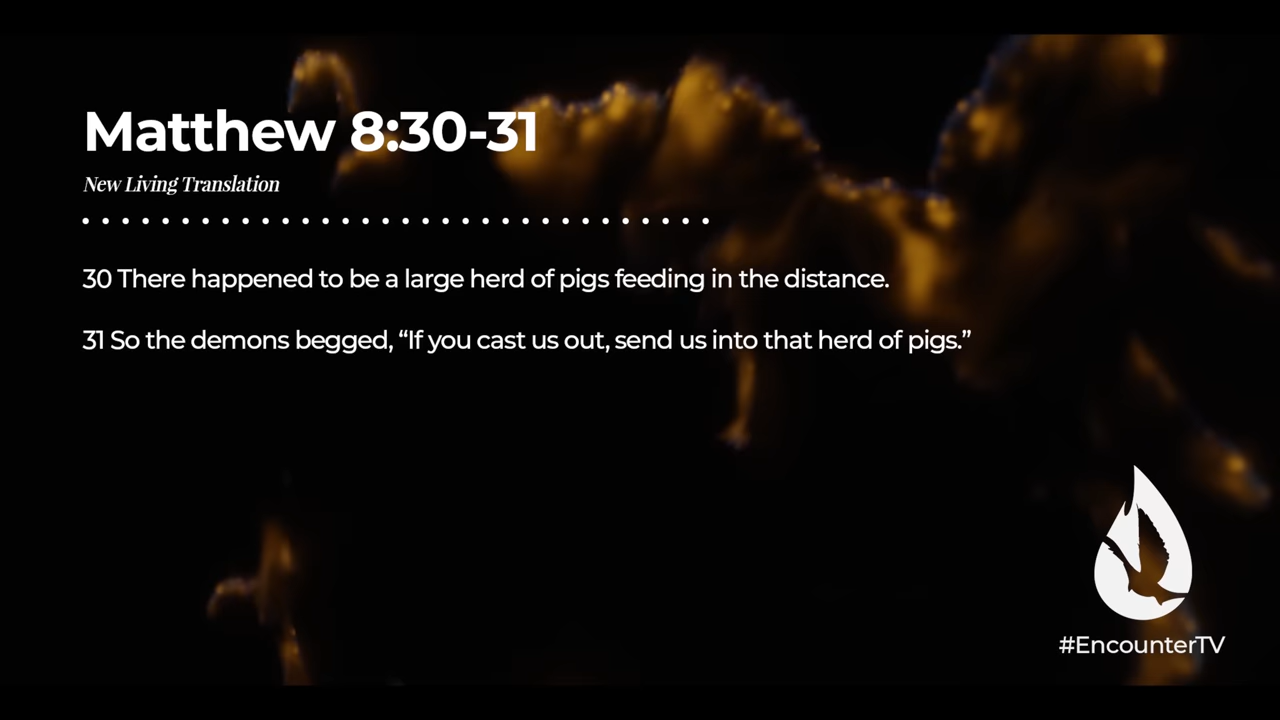 Matthew 8:30-31
New Living Translation
30 There happened to be a large herd of pigs feeding in the distance.
31 So the demons begged, “If you cast us out, send us into that herd of pigs.”
#EncounterTV